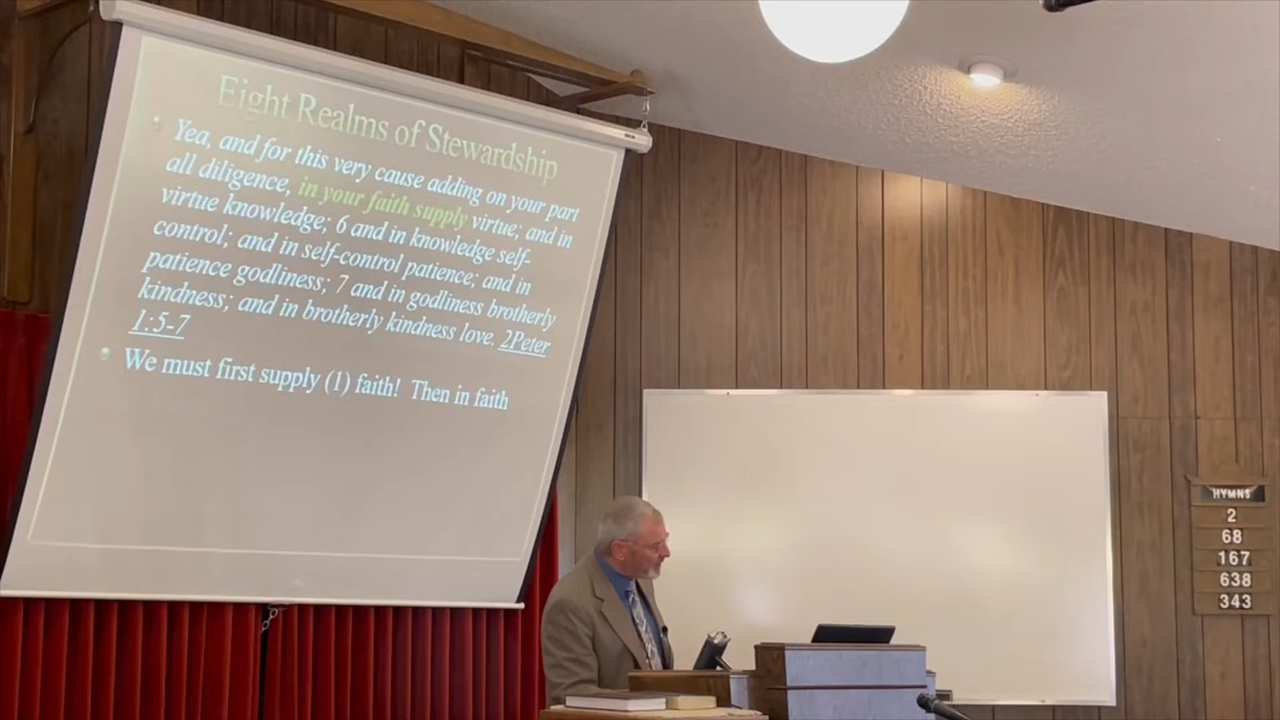 Eight Realms of Stewardship
Yea, and for this very cause adding on your part
all diligence, in your faith supply virtue; and in
virtue knowledge; 6 and in knowledge self-
control; and in self-control patience; and in
patience godliness; 7 and in godliness brotherly
kindness; and in brotherly kindness love. 2Peter
1:5-7
We must first supply (1) faith! Then in faith
HYMNS
2
68
167
638
343